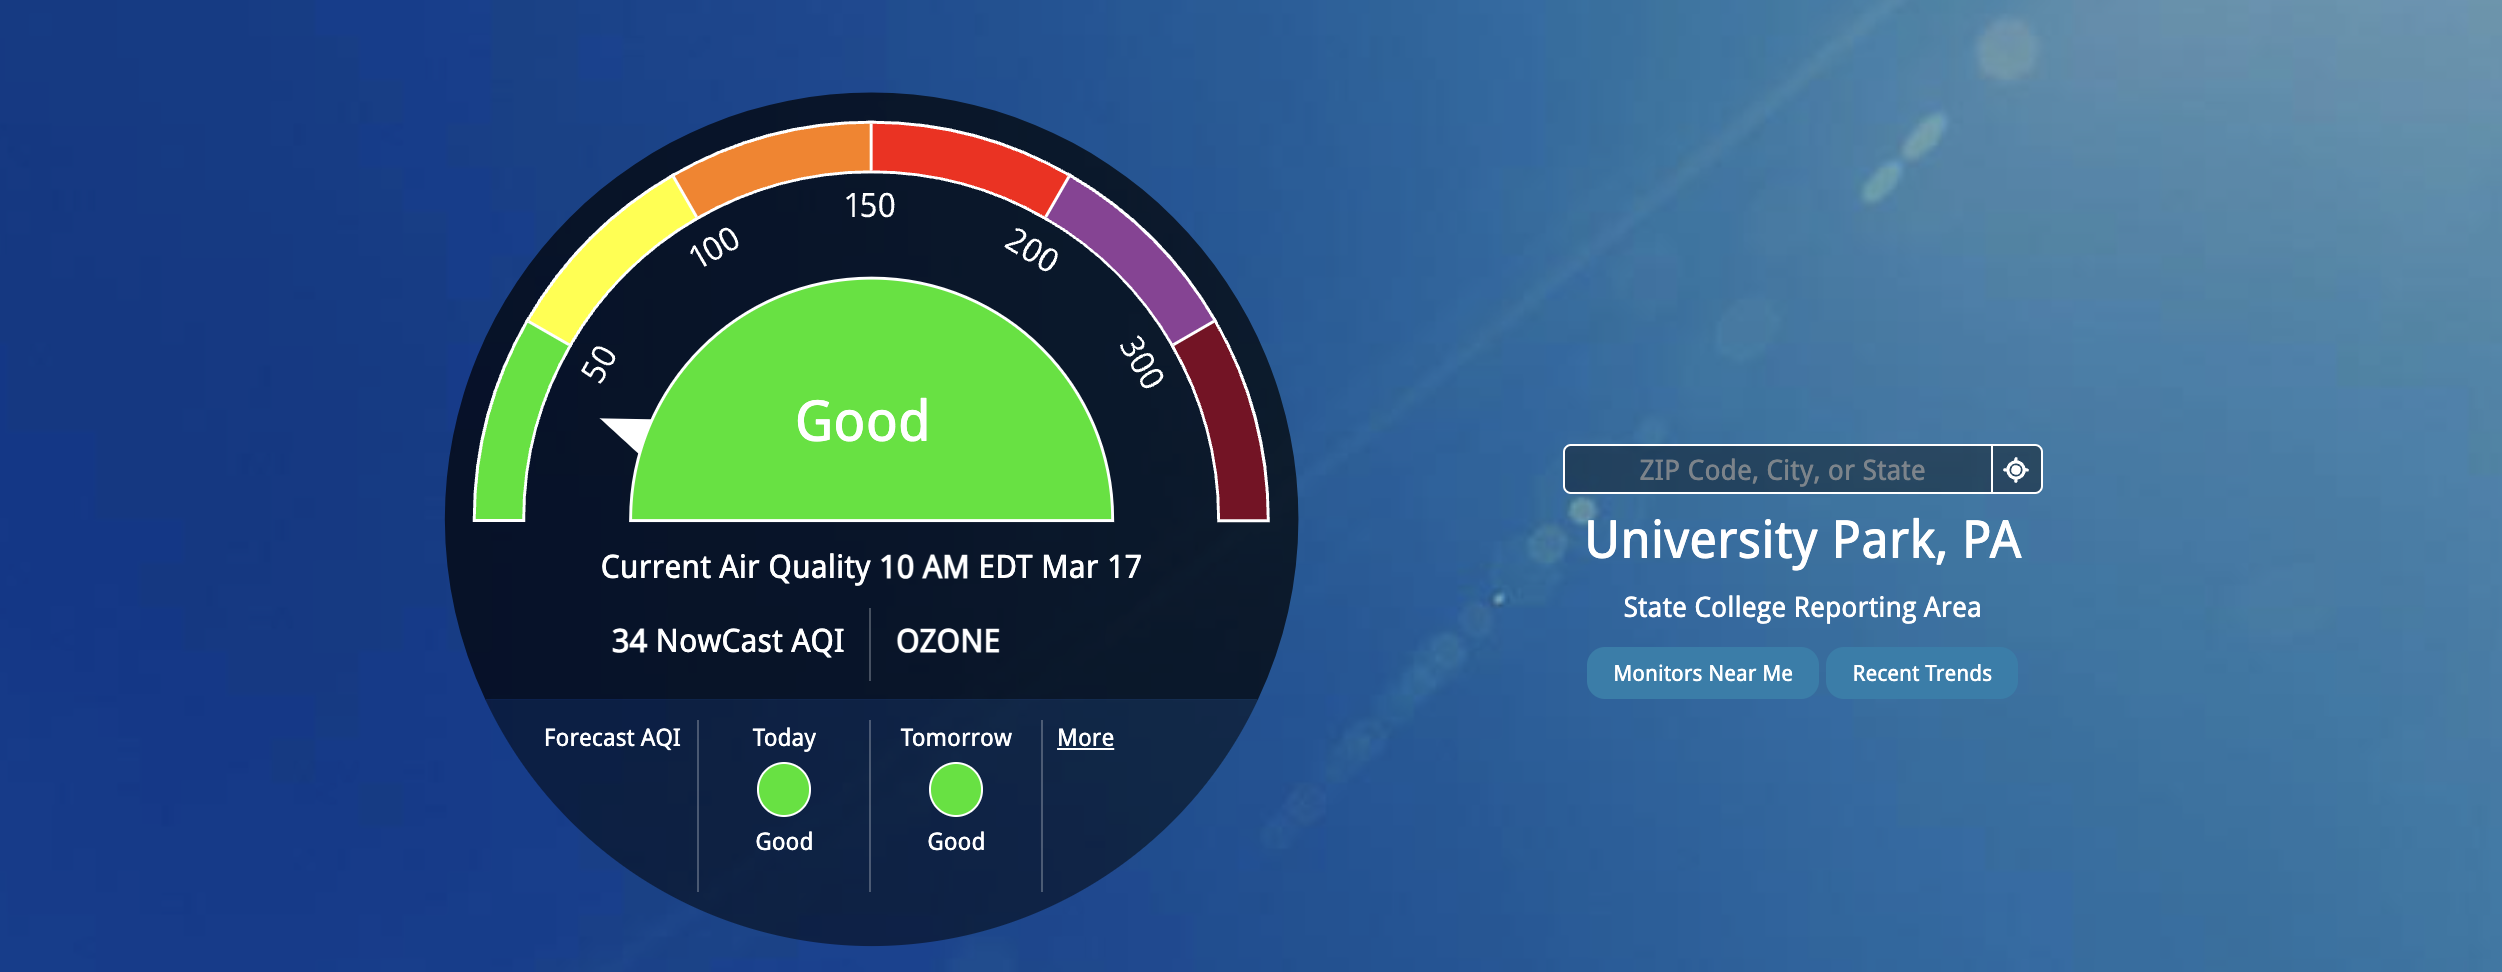 50
100
150
200
300
Good
Current Air Quality 10 AM EDT Mar 17
34 NowCast AQI
OZONE
Forecast AQI
Today
Tomorrow
More
Good
Good
ZIP Code, City, or State
University Park, PA
State College Reporting Area
Monitors Near Me
Recent Trends